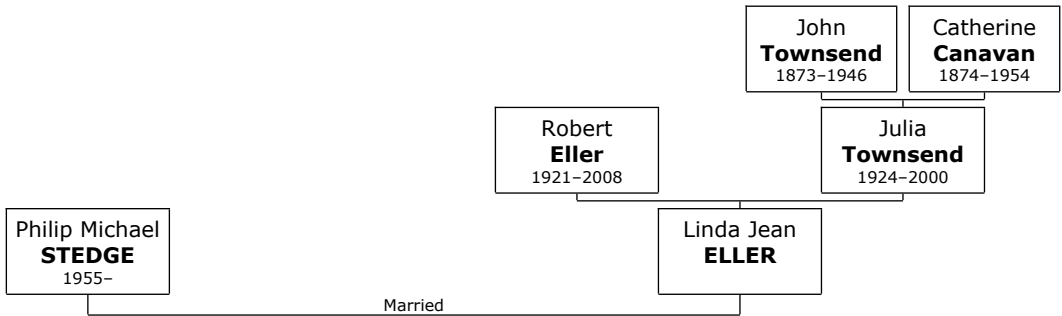 John
Townsend
1873–1946
Catherine
Canavan
1874–1954
Robert
Eller
1921–2008
Julia
Townsend
1924–2000
Philip Michael
STEDGE
1955–
Linda Jean
ELLER
Married